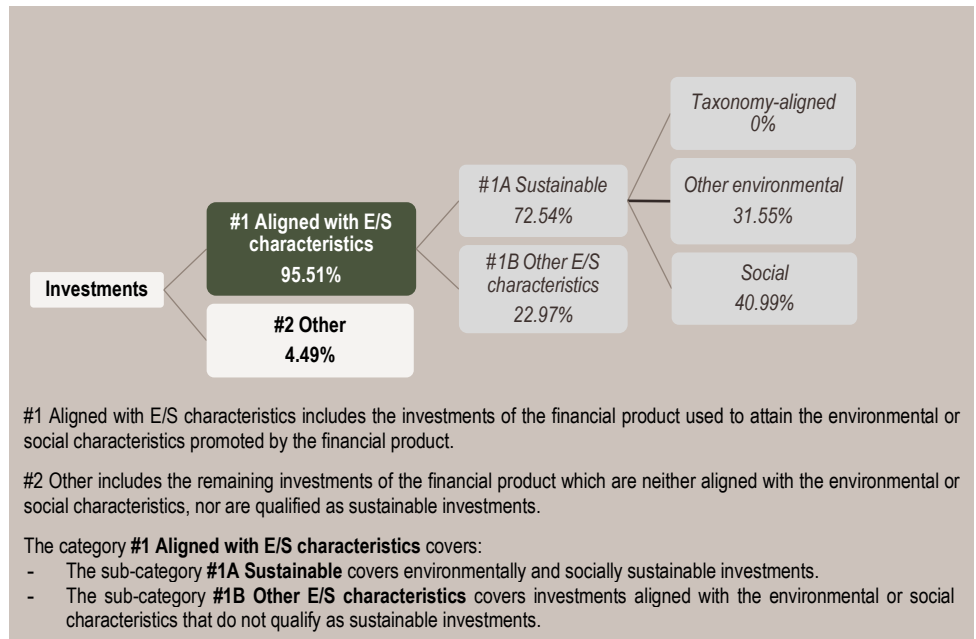 Taxonomy-aligned
0%
#1A Sustainable
72.54%
Other environmental
31.55%
#1 Aligned with E/S
characteristics
95.51%
#1B Other E/S
characteristics
22.97%
Social
40.99%
Investments
#2 Other
4.49%
#1 Aligned with E/S characteristics includes the investments of the financial product used to attain the environmental or
social characteristics promoted by the financial product.
#2 Other includes the remaining investments of the financial product which are neither aligned with the environmental or
social characteristics, nor are qualified as sustainable investments.
The category #1 Aligned with E/S characteristics covers:
- The sub-category #1A Sustainable covers environmentally and socially sustainable investments.
- The sub-category #1B Other E/S characteristics covers investments aligned with the environmental or social
characteristics that do not qualify as sustainable investments.